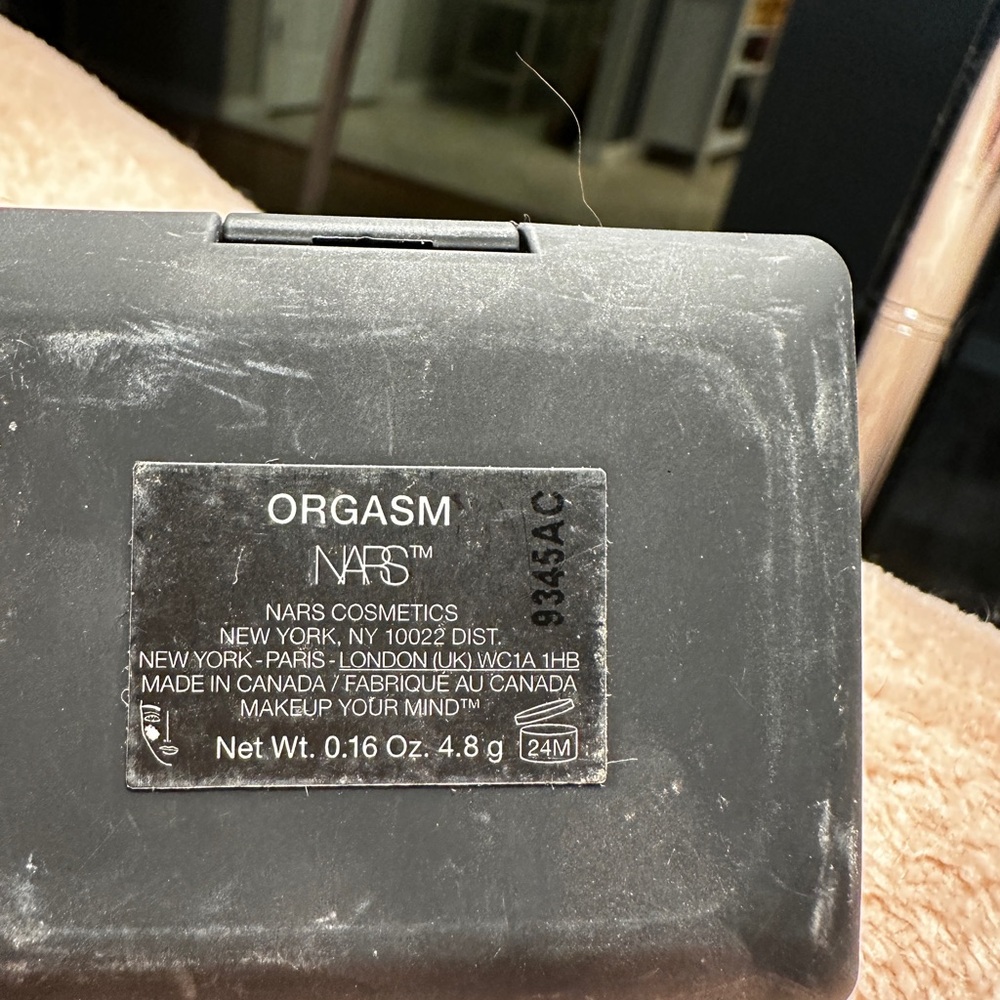 ORGASM
NARS™
9345AC
NARS COSMETICS
NEW YORK, NY 10022 DIST.
NEW YORK - PARIS - LONDON (UK) WC1A 1HB
MADE IN CANADA / FABRIQUÉ AU CANADA
MAKEUP YOUR MIND™
Net Wt. 0.16 Oz. 4.8 g
24M